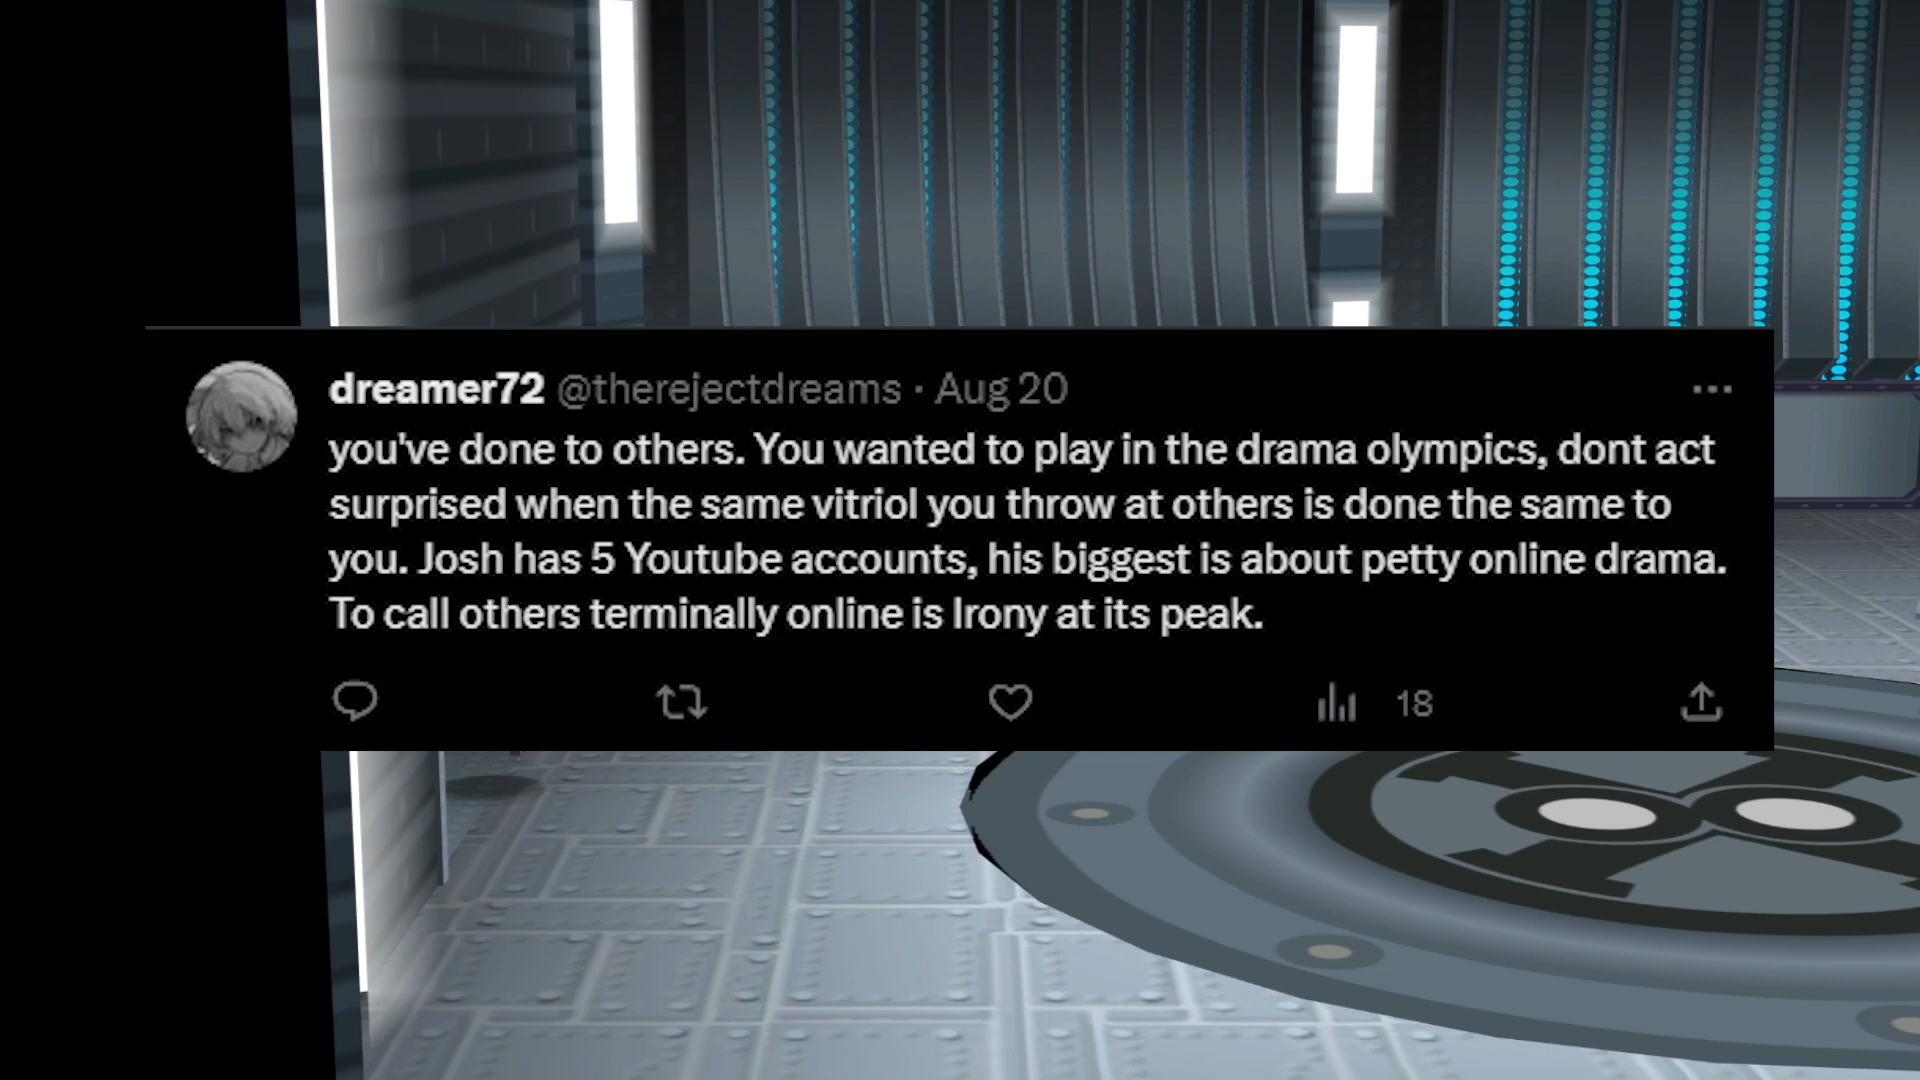 dreamer72 @therejectdreams · Aug 20
you've done to others. You wanted to play in the drama olympics, dont act
surprised when the same vitriol you throw at others is done the same to
you. Josh has 5 Youtube accounts, his biggest is about petty online drama.
To call others terminally online is Irony at its peak.
18